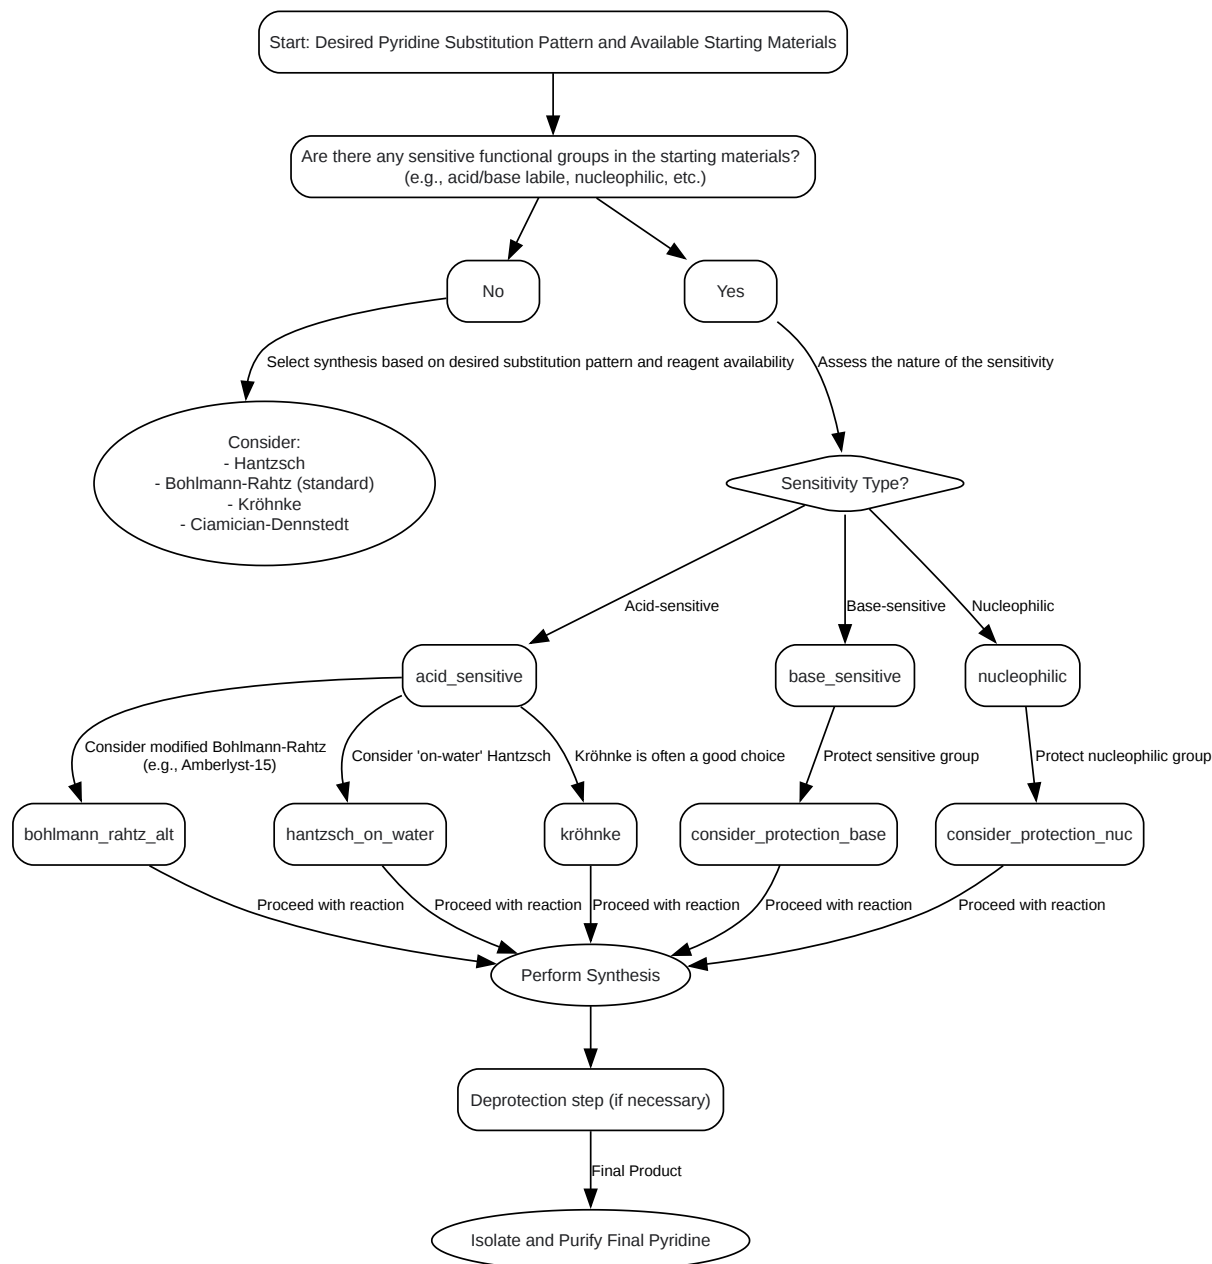 Start: Desired Pyridine Substitution Pattern and Available Starting Materials
Are there any sensitive functional groups in the starting materials?
(e.g., acid/base labile, nucleophilic, etc.)
No
Yes
Select synthesis based on desired substitution pattern and reagent availability
Assess the nature of the sensitivity
Consider:
- Hantzsch
- Bohlmann-Rahtz (standard)
- Kröhnke
- Ciamician-Dennstedt
Sensitivity Type?
Acid-sensitive
Base-sensitive
Nucleophilic
acid_sensitive
base_sensitive
nucleophilic
Consider modified Bohlmann-Rahtz
(e.g., Amberlyst-15)
Consider 'on-water' Hantzsch
Kröhnke is often a good choice
Protect sensitive group
Protect nucleophilic group
bohlmann_rahtz_alt
hantzsch_on_water
kröhnke
consider_protection_base
consider_protection_nuc
Proceed with reaction
Proceed with reaction
Proceed with reaction
Proceed with reaction
Proceed with reaction
Perform Synthesis
Deprotection step (if necessary)
Final Product
Isolate and Purify Final Pyridine